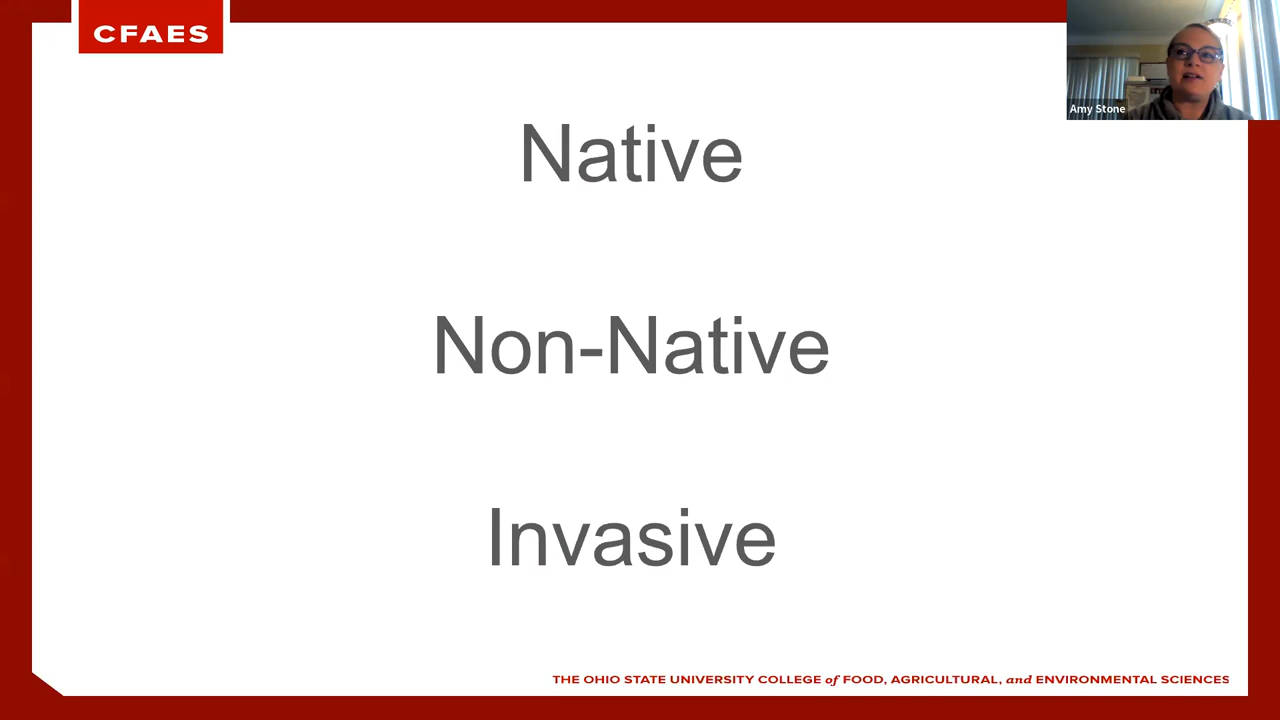 CFAES
Amy Stone
Native
Non-Native
Invasive
THE OHIO STATE UNIVERSITY COLLEGE of FOOD, AGRICULTURAL, and ENVIRONMENTAL SCIENCES